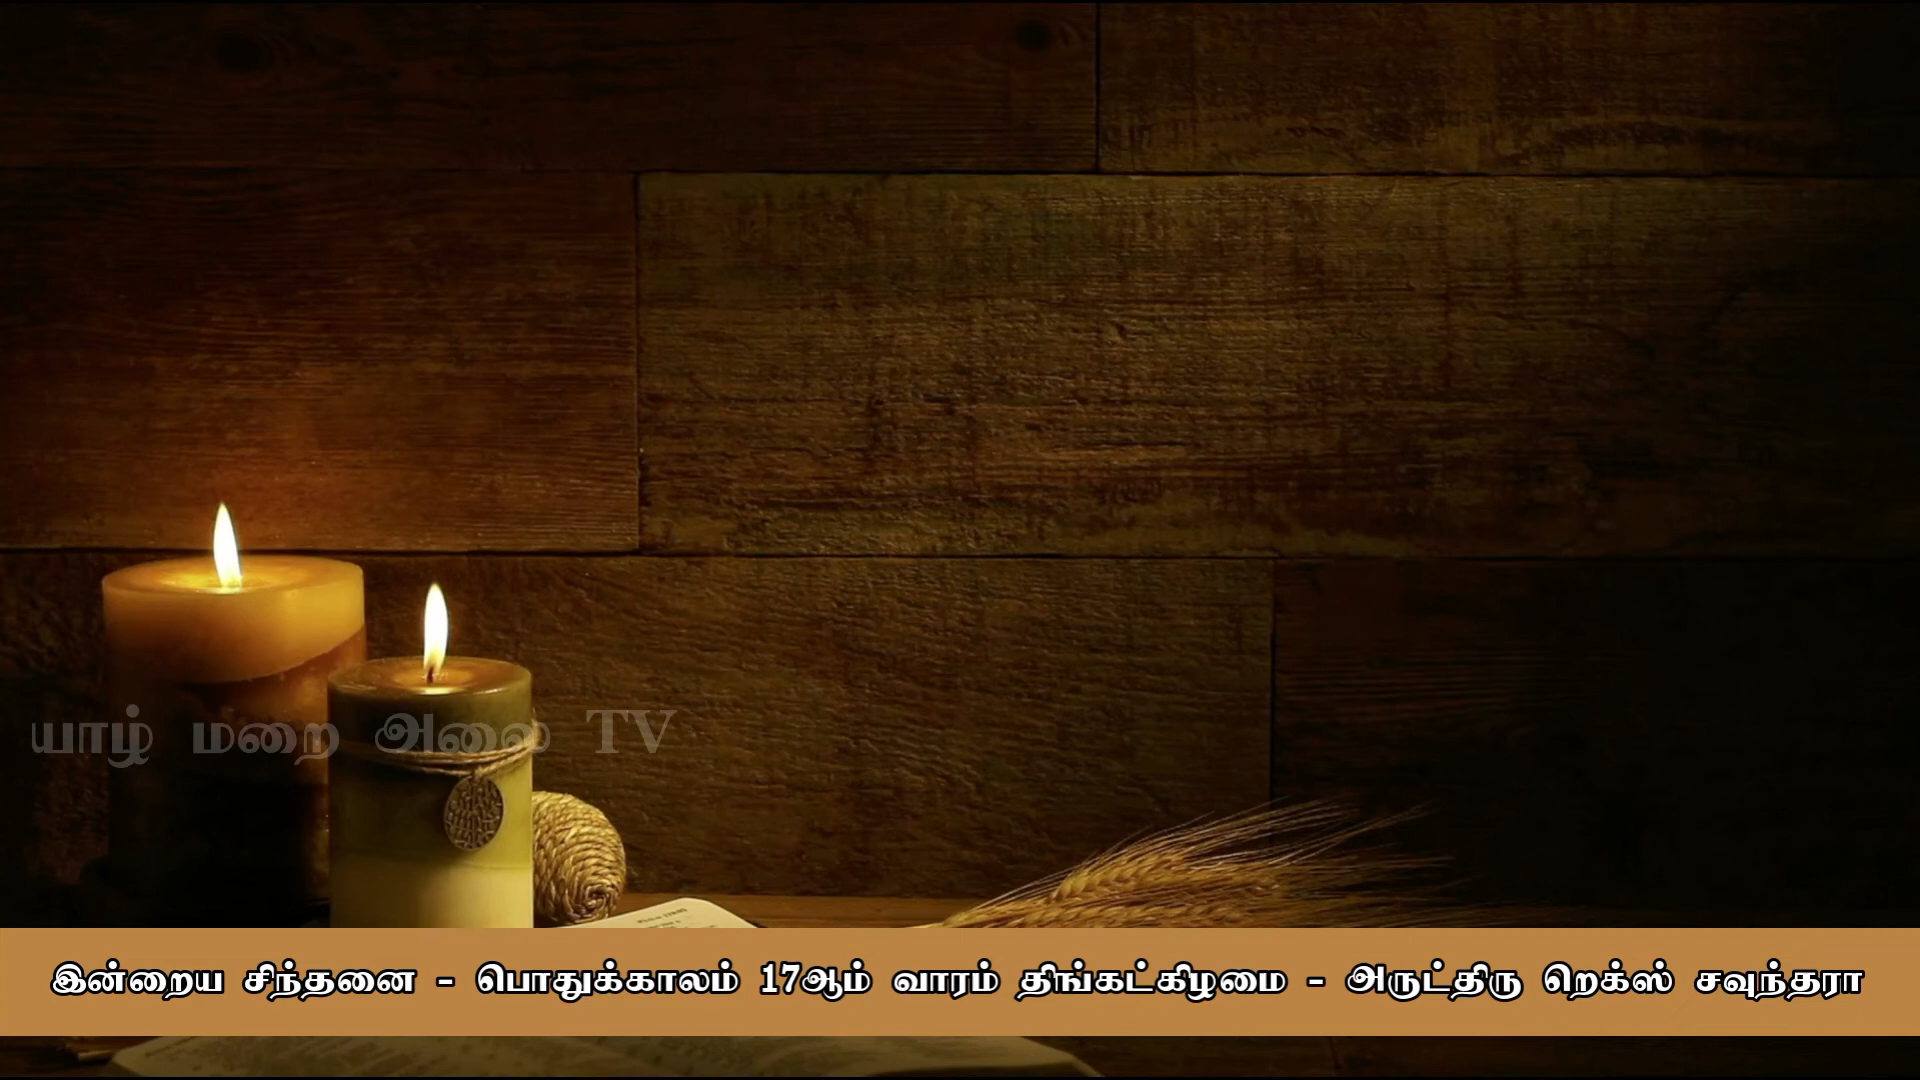 யாழ் மறை அலை TV
இன்றைய சிந்தனை - பொதுக்காலம் 17ஆம் வாரம் திங்கட்கிழமை - அருட்திரு றெக்ஸ் சவுந்தரா